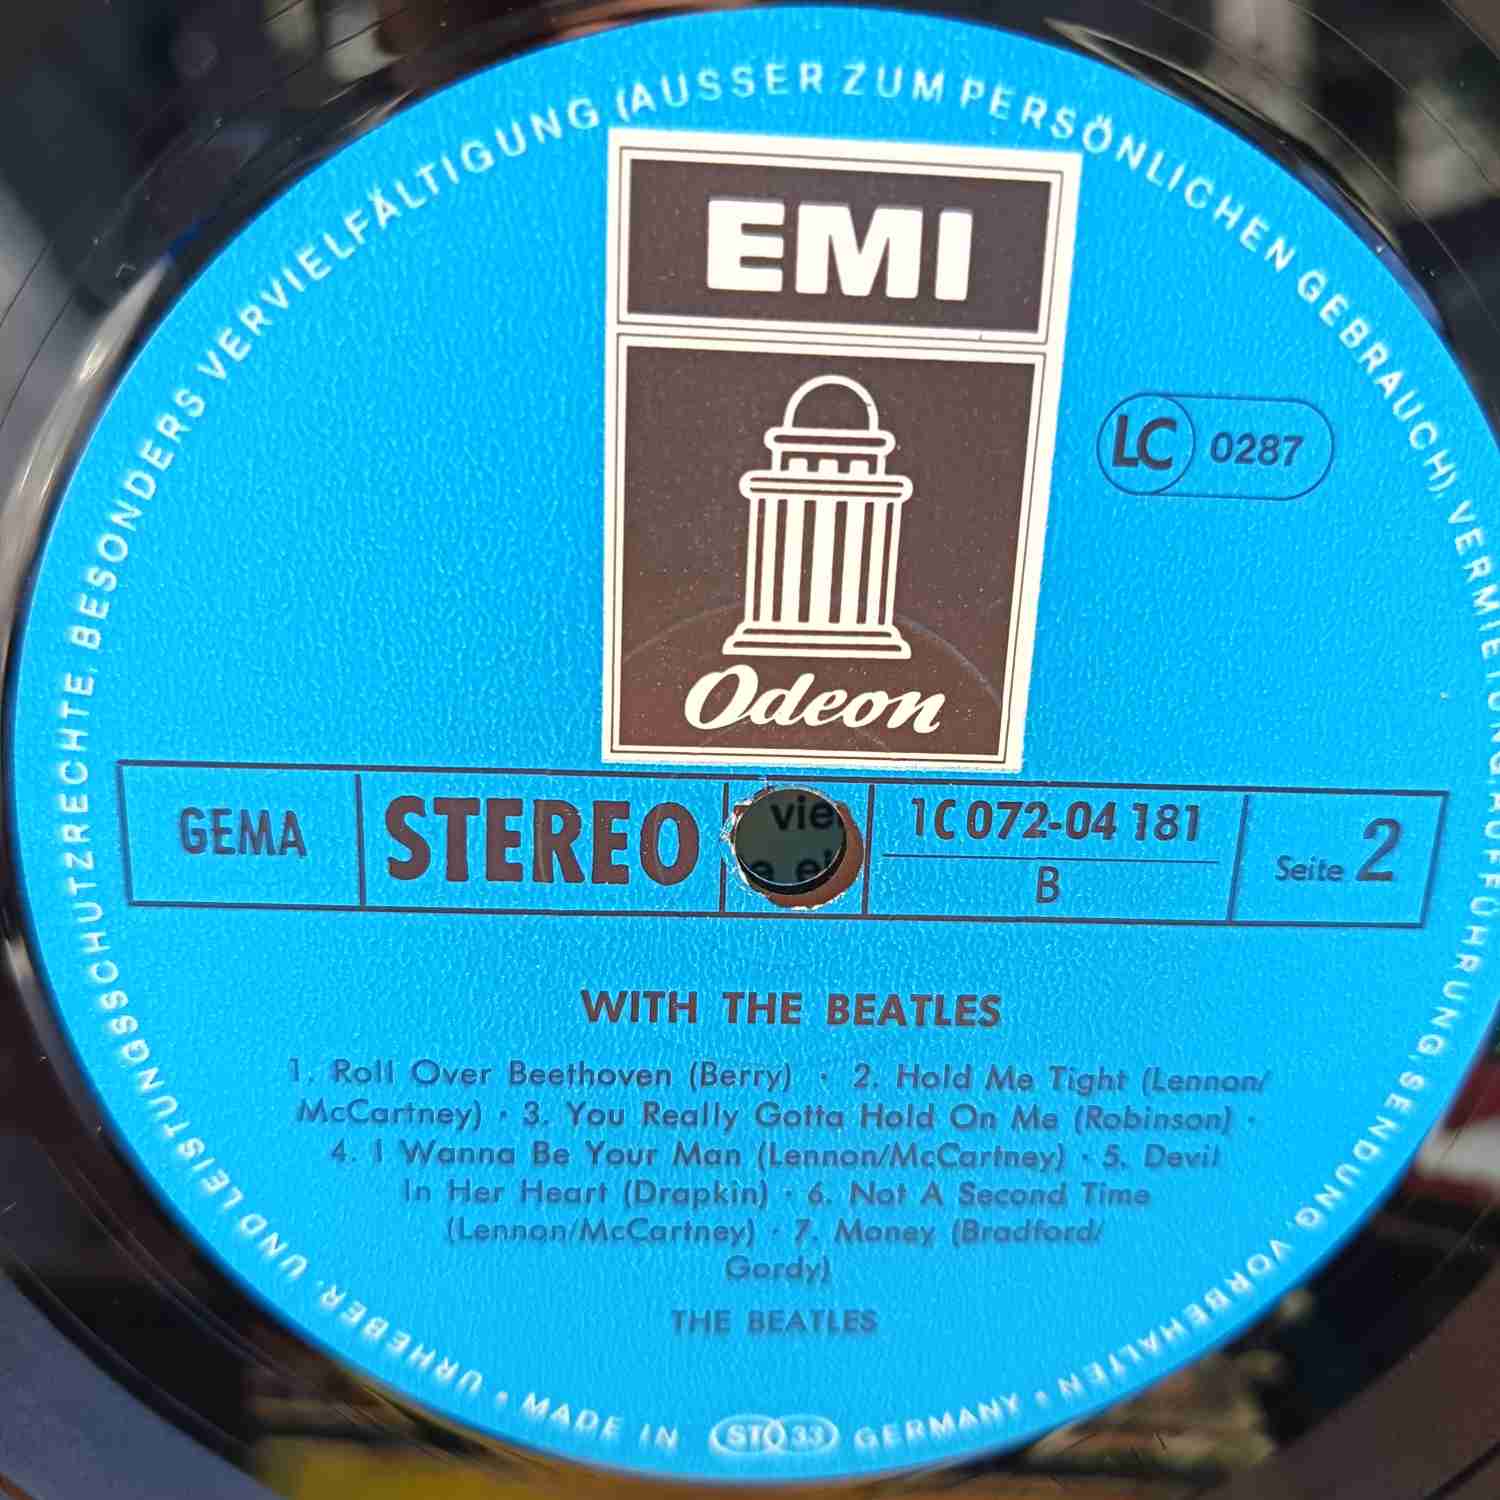 URHEBER- UND LEISTUNGSSCHUTZRECHTE, BESONDERS VERVIELFÄLTIGUNG (AUSSER ZUM PERSÖNLICHEN GEBRAUCH), VERMIETUNG, AUFFÜHRUNG, SENDUNG, VORBEHALTEN •
EMI
Odeon
LC 0287
GEMA
STEREO
vie
1C 072-04 181
B
Seite 2
WITH THE BEATLES
1. Roll Over Beethoven (Berry) · 2. Hold Me Tight (Lennon/
McCartney) · 3. You Really Gotta Hold On Me (Robinson) ·
4. I Wanna Be Your Man (Lennon/McCartney) · 5. Devil
In Her Heart (Drapkin) · 6. Not A Second Time
(Lennon/McCartney) · 7. Money (Bradford/
Gordy)
THE BEATLES
• MADE IN STO 33 GERMANY •